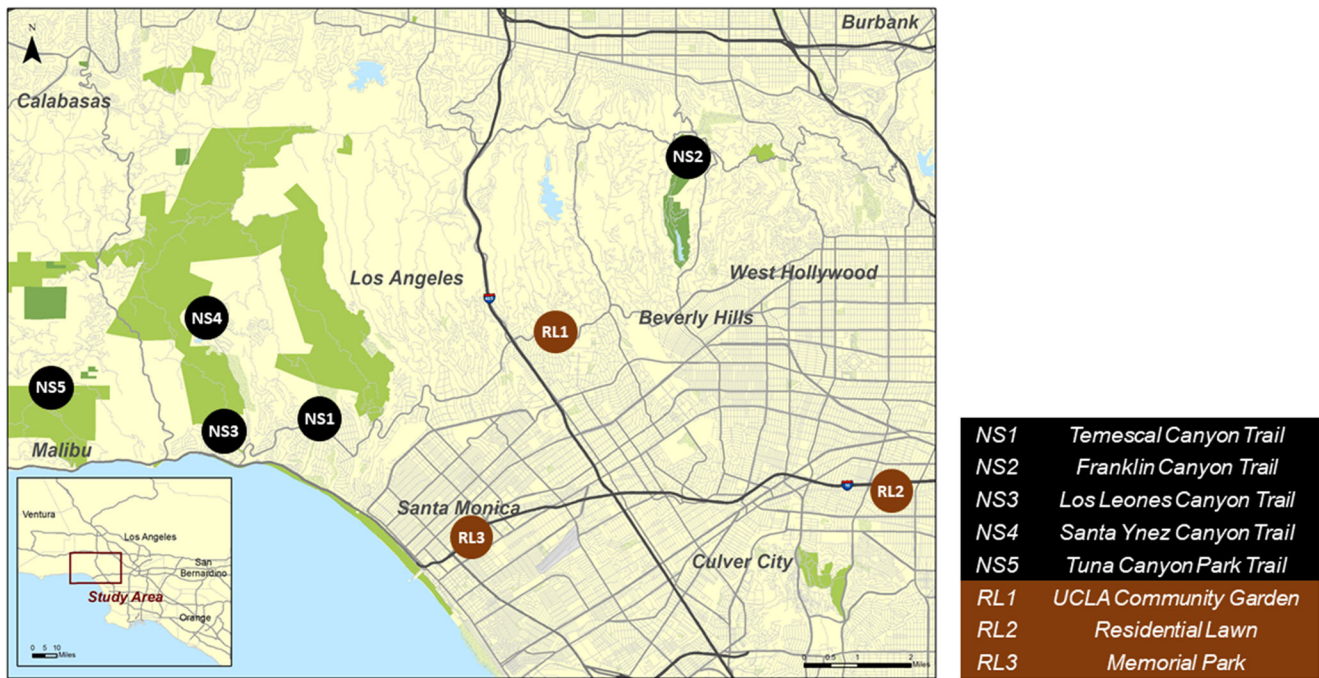 N
Burbank
Calabasas
NS2
Los Angeles
West Hollywood
405
NS4
RL1
Beverly Hills
NS5
NS1
NS3
Malibu
Santa Monica
RL2
RL3
Culver City
Ventura
Los Angeles
San
Bernardino
Study Area
Orange
0 5 10
Miles
0 0.5 1 2
Miles
NS1 Temescal Canyon Trail
NS2 Franklin Canyon Trail
NS3 Los Leones Canyon Trail
NS4 Santa Ynez Canyon Trail
NS5 Tuna Canyon Park Trail
RL1 UCLA Community Garden
RL2 Residential Lawn
RL3 Memorial Park